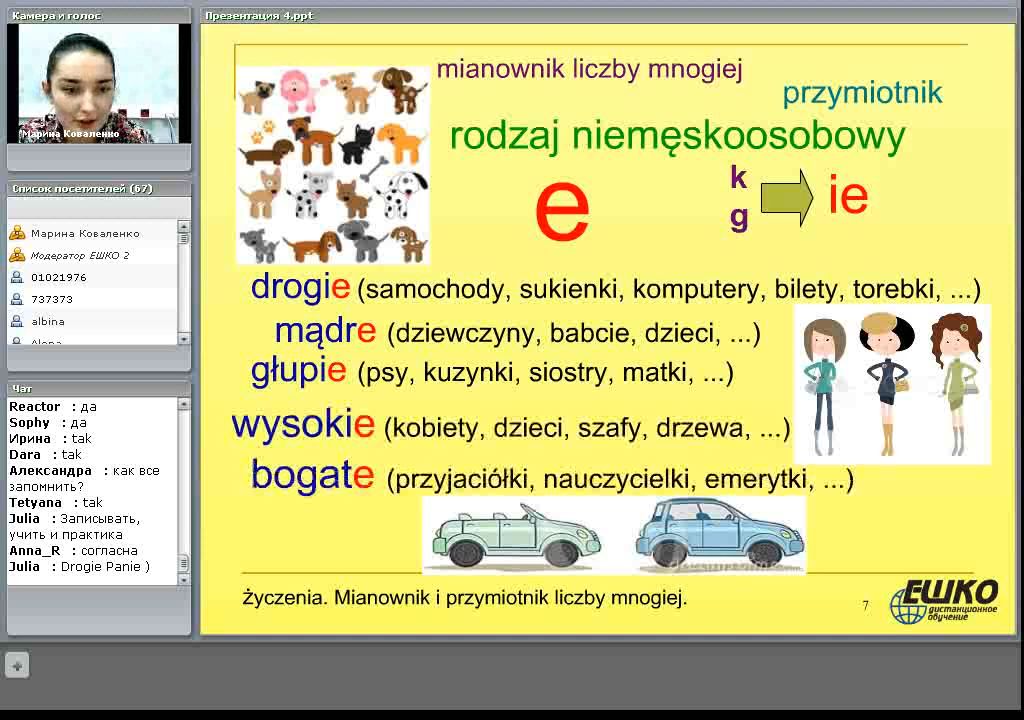 Камера и голос
Марина Коваленко
Список посетителей (67)
Марина Коваленко
Модератор ЕШКО 2
01021976
737373
albina
Alona
Чат
Reactor : да
Sophy : да
Ирина : tak
Dara : tak
Александра : как все
запомнить?
Tetyana : tak
Julia : Записывать,
учить и практика
Anna_R : согласна
Julia : Drogie Panie )
Презентация 4.ppt
mianownik liczby mnogiej
przymiotnik
rodzaj niemęskoosobowy
e
k
g
ie
drogie (samochody, sukienki, komputery, bilety, torebki, ...)
mądre (dziewczyny, babcie, dzieci, ...)
głupie (psy, kuzynki, siostry, matki, ...)
wysokie (kobiety, dzieci, szafy, drzewa, ...)
bogate (przyjaciółki, nauczycielki, emerytki, ...)
życzenia. Mianownik i przymiotnik liczby mnogiej.
7
ЕШКО
дистанционное
обучение